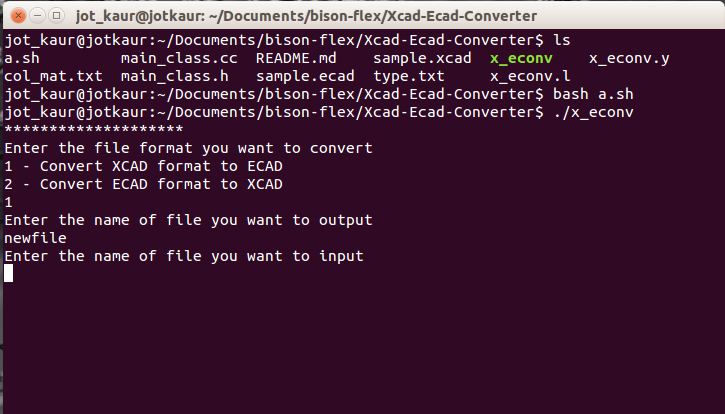 jot_kaur@jotkaur: ~/Documents/bison-flex/Xcad-Ecad-Converter
jot_kaur@jotkaur:~/Documents/bison-flex/Xcad-Ecad-Converter$ ls
a.sh         main_class.cc  README.md    sample.xcad  x_econv    x_econv.y
col_mat.txt  main_class.h   sample.ecad  type.txt     x_econv.l
jot_kaur@jotkaur:~/Documents/bison-flex/Xcad-Ecad-Converter$ bash a.sh
jot_kaur@jotkaur:~/Documents/bison-flex/Xcad-Ecad-Converter$ ./x_econv
********************
Enter the file format you want to convert
1 - Convert XCAD format to ECAD
2 - Convert ECAD format to XCAD
1
Enter the name of file you want to output
newfile
Enter the name of file you want to input